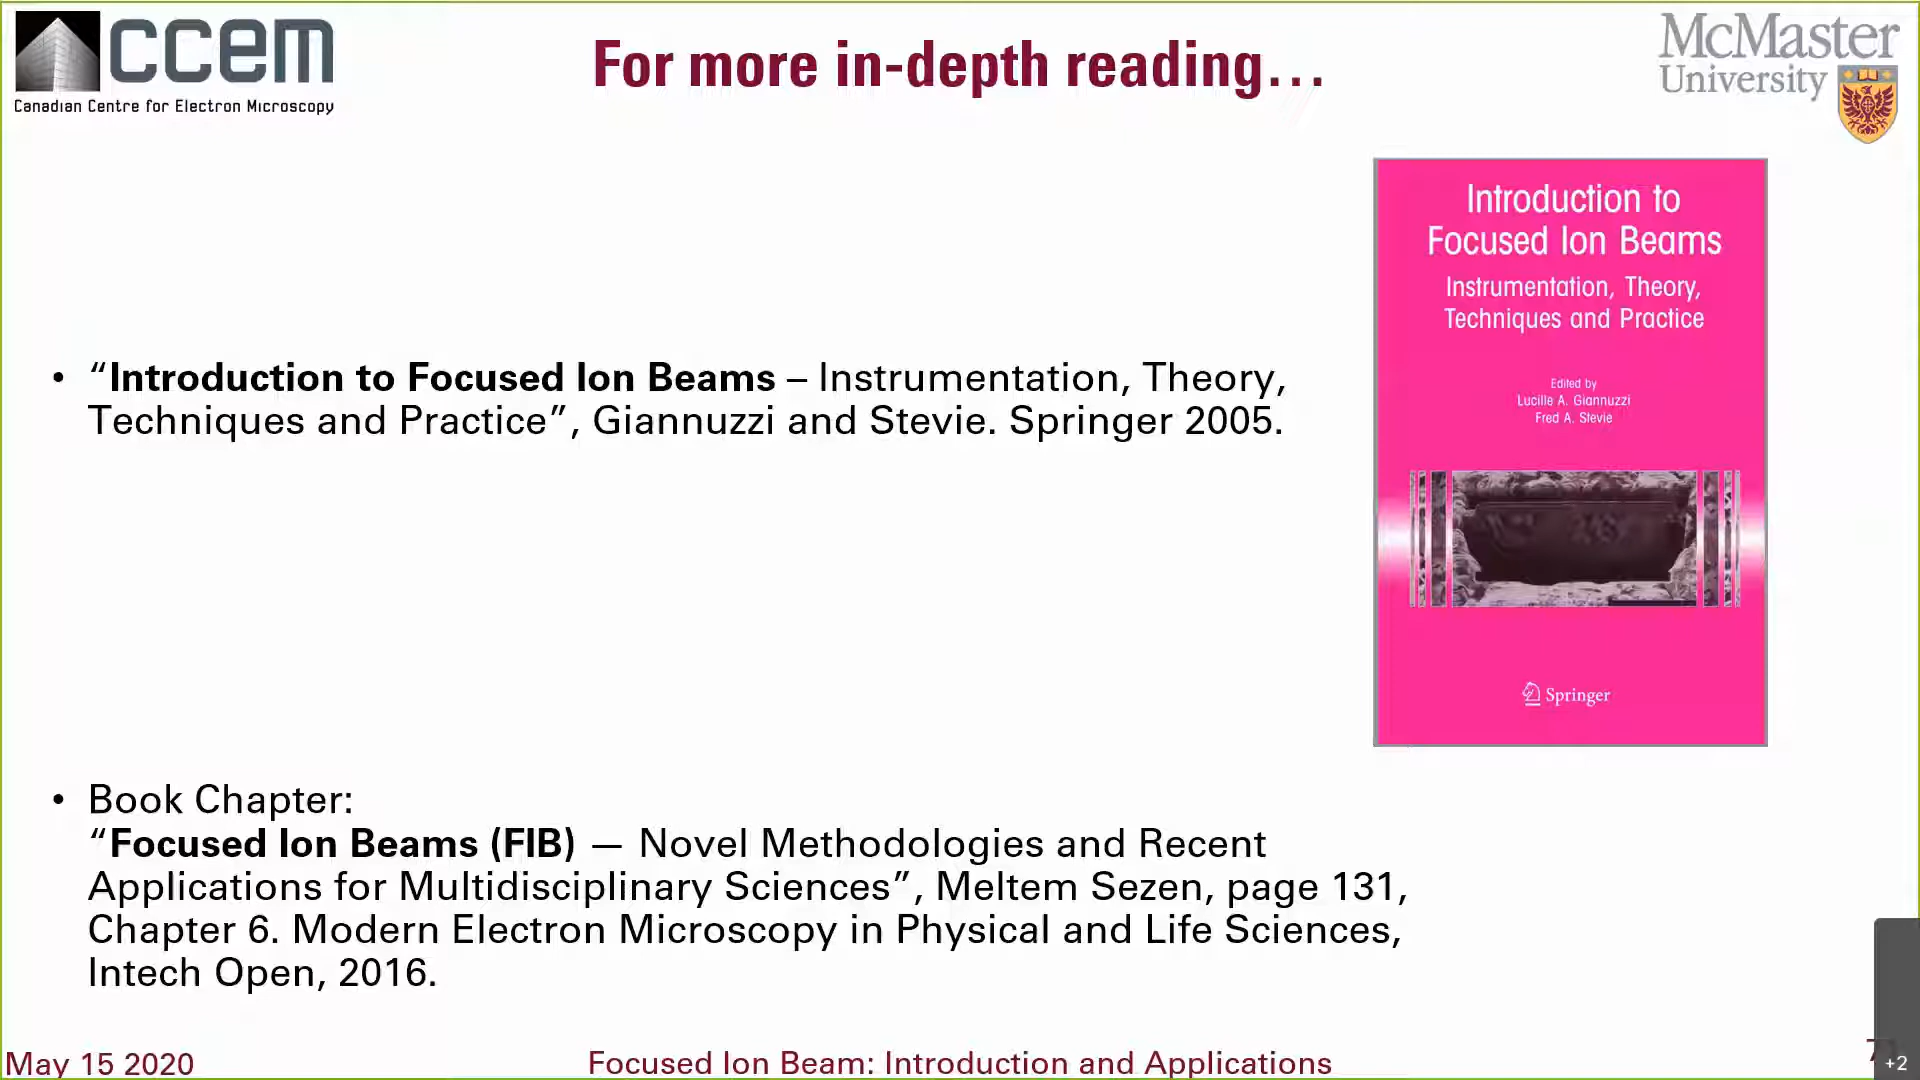 ccem
Canadian Centre for Electron Microscopy
For more in-depth reading...
McMaster
University
Introduction to
Focused Ion Beams
Instrumentation, Theory,
Techniques and Practice
Edited by
Lucille A. Giannuzzi
Fred A. Stevie
Springer
• “Introduction to Focused Ion Beams – Instrumentation, Theory,
Techniques and Practice”, Giannuzzi and Stevie. Springer 2005.
• Book Chapter:
“Focused Ion Beams (FIB) — Novel Methodologies and Recent
Applications for Multidisciplinary Sciences”, Meltem Sezen, page 131,
Chapter 6. Modern Electron Microscopy in Physical and Life Sciences,
Intech Open, 2016.
May 15 2020
Focused Ion Beam: Introduction and Applications
+2